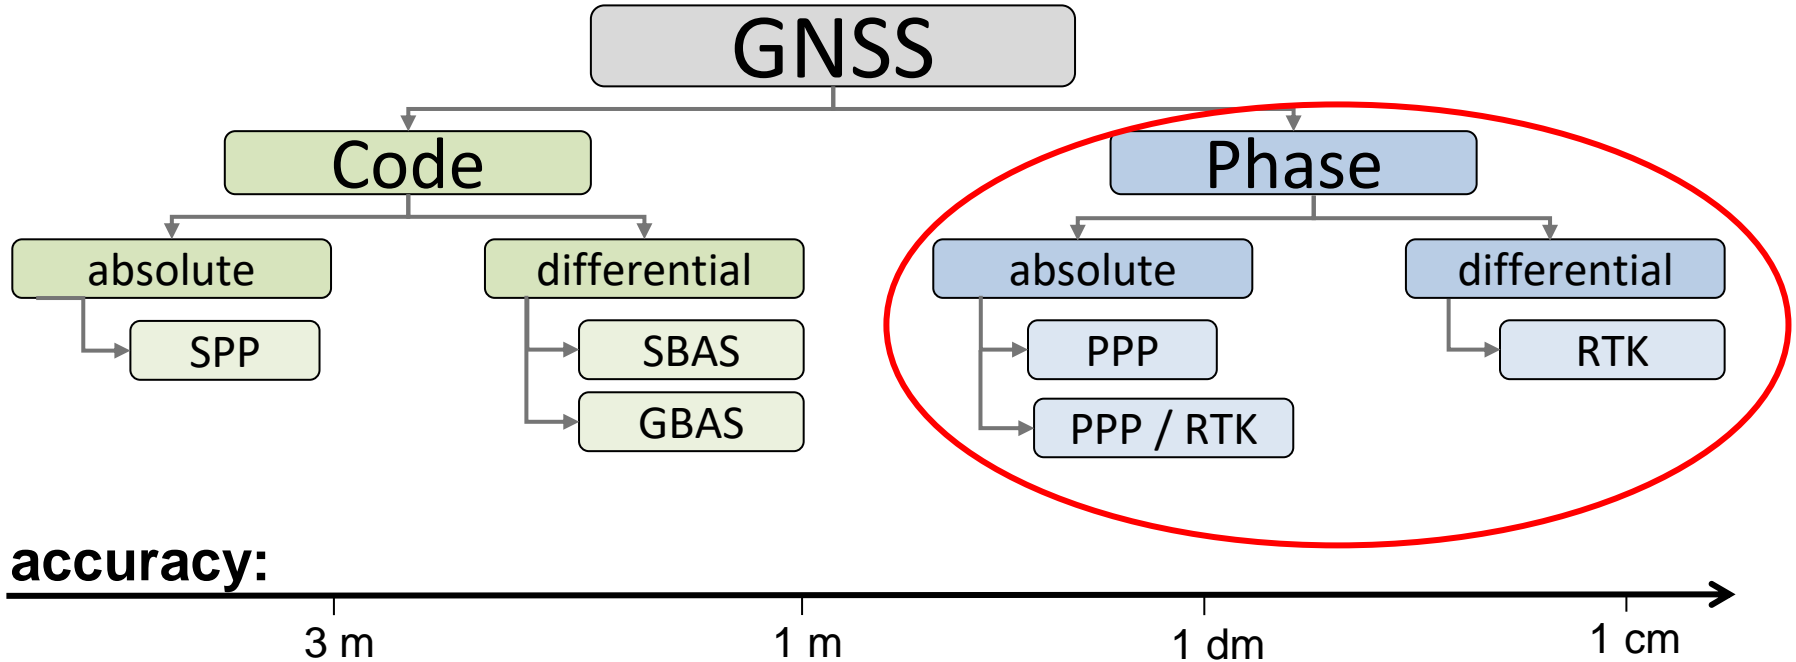 GNSS
Code
Phase
absolute
differential
absolute
differential
SPP
SBAS
PPP
RTK
GBAS
PPP / RTK
accuracy:
3 m
1 m
1 dm
1 cm